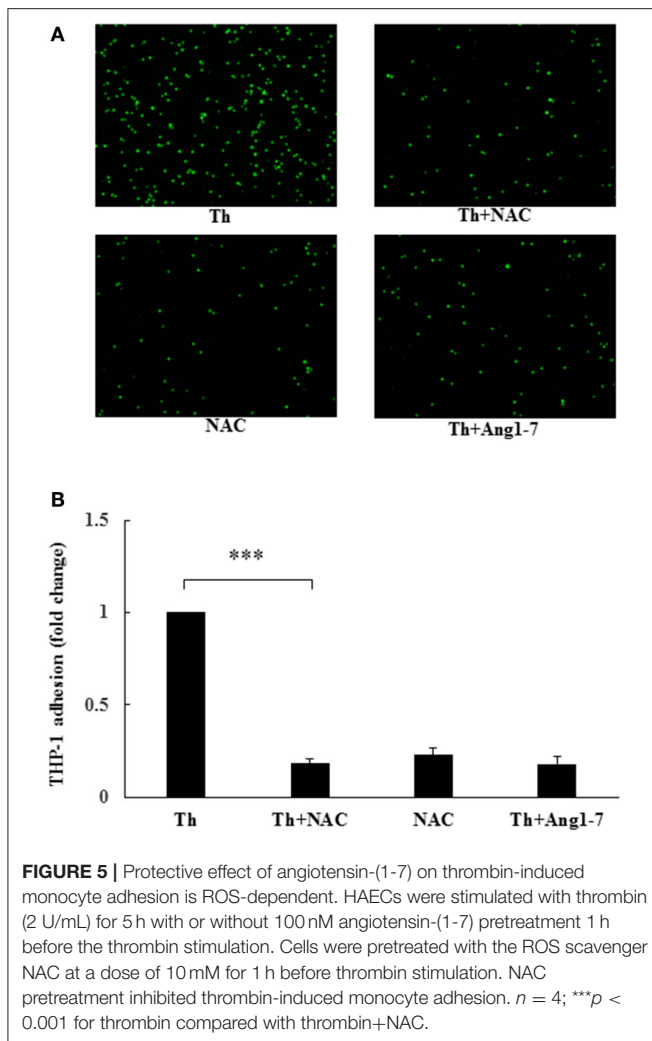 A
Th
Th+NAC
NAC
Th+Ang1-7
B
THP-1 adhesion (fold change)
1.5
1
0.5
0
***
Th
Th+NAC
NAC
Th+Ang1-7
FIGURE 5 | Protective effect of angiotensin-(1-7) on thrombin-induced
monocyte adhesion is ROS-dependent. HAECs were stimulated with thrombin
(2 U/mL) for 5 h with or without 100 nM angiotensin-(1-7) pretreatment 1 h
before the thrombin stimulation. Cells were pretreated with the ROS scavenger
NAC at a dose of 10 mM for 1 h before thrombin stimulation. NAC
pretreatment inhibited thrombin-induced monocyte adhesion. n = 4; ***p <
0.001 for thrombin compared with thrombin+NAC.